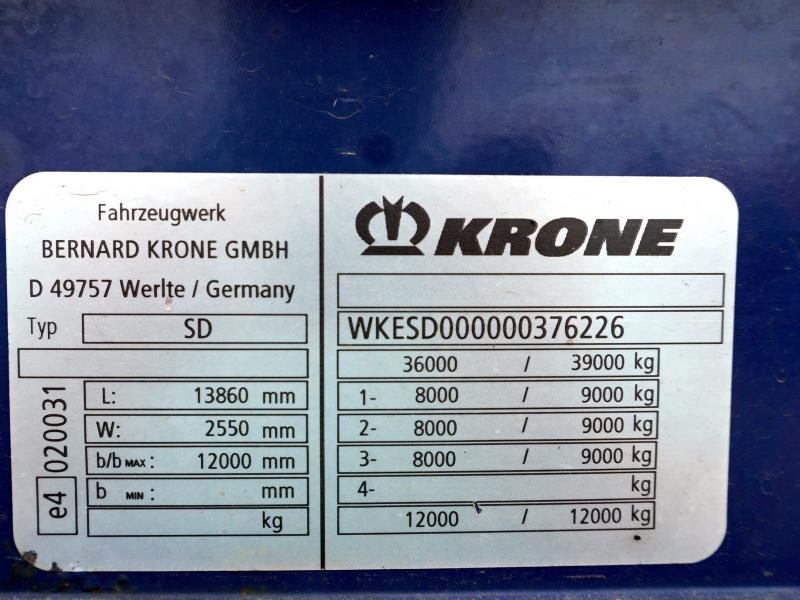 Fahrzeugwerk
BERNARD KRONE GMBH
D 49757 Werlte / Germany
Typ SD
e4 020031
L: 13860 mm
W: 2550 mm
b/b MAX : 12000 mm
b MIN : mm
kg
KRONE
WKESD000000376226
36000 / 39000 kg
1- 8000 / 9000 kg
2- 8000 / 9000 kg
3- 8000 / 9000 kg
4- kg
12000 / 12000 kg